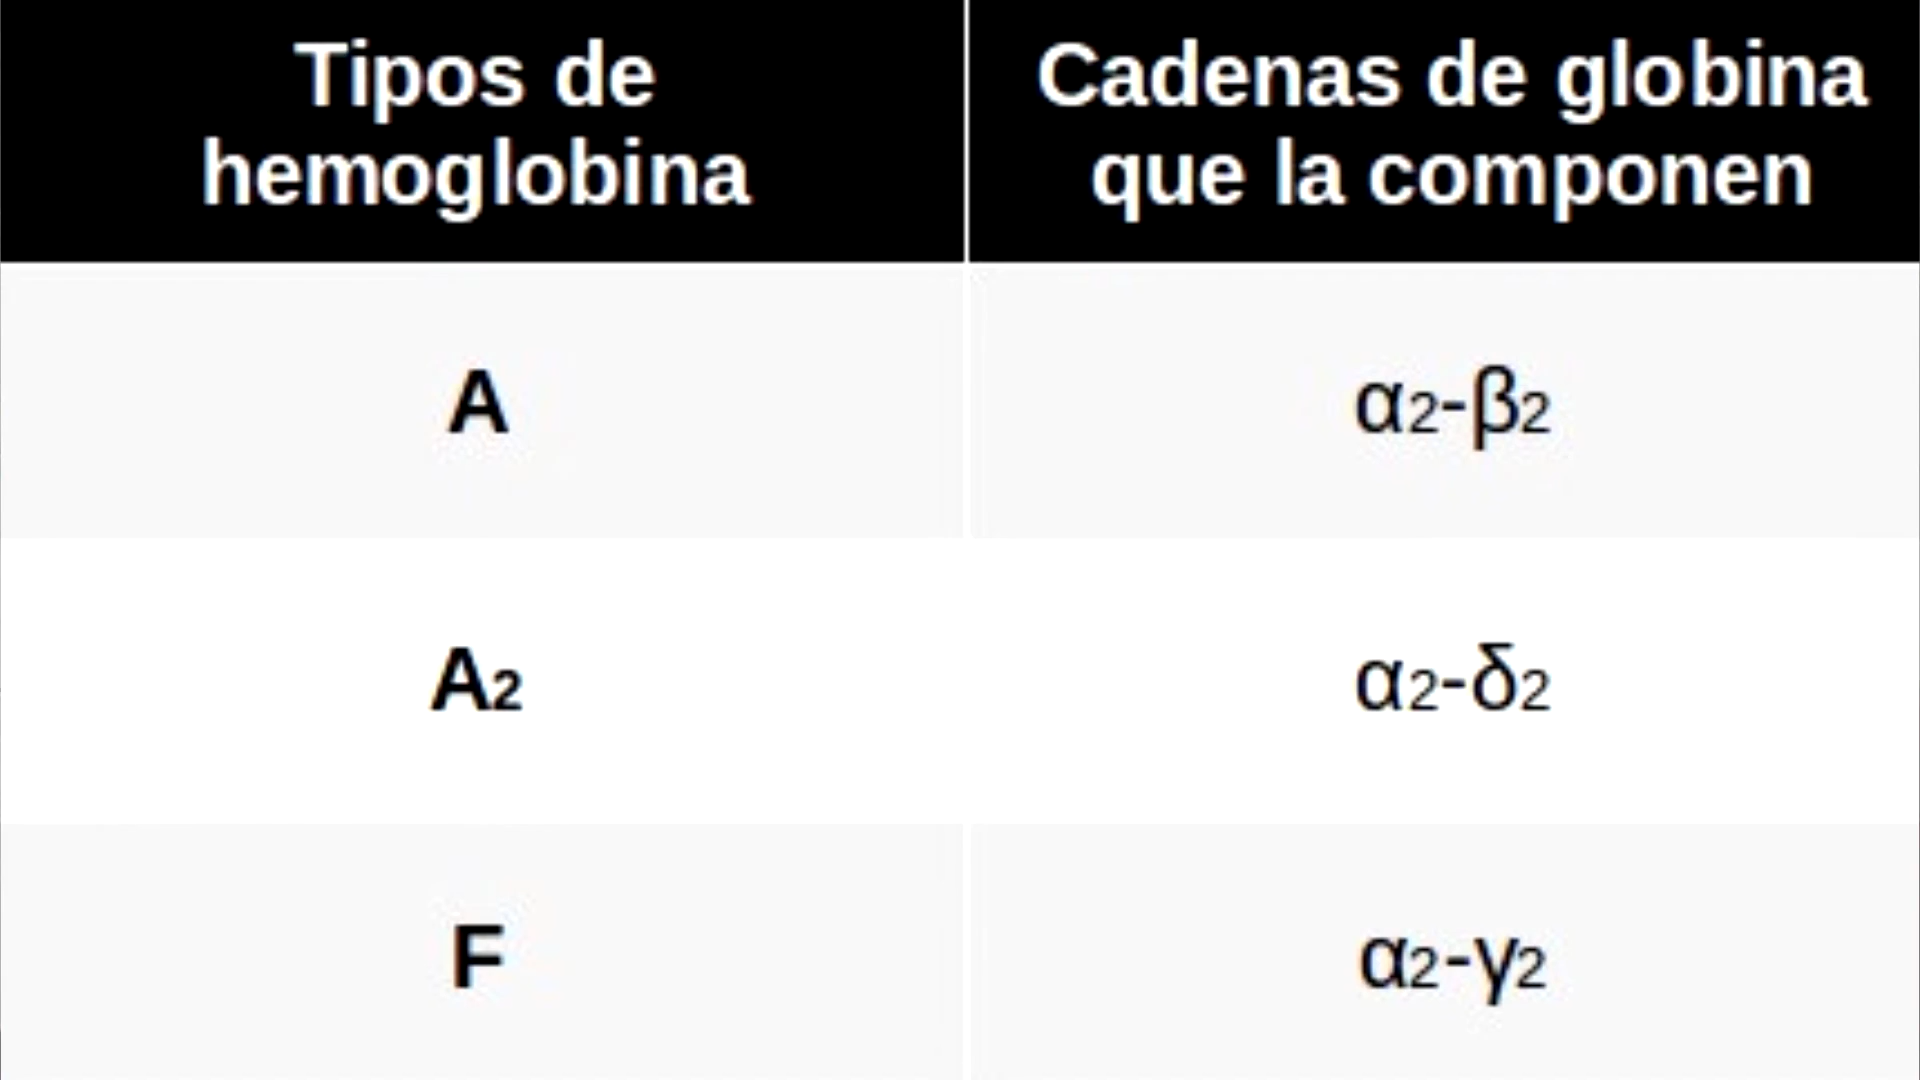 Tipos de
hemoglobina
Cadenas de globina
que la componen
A
α2-β2
A2
α2-δ2
F
α2-γ2